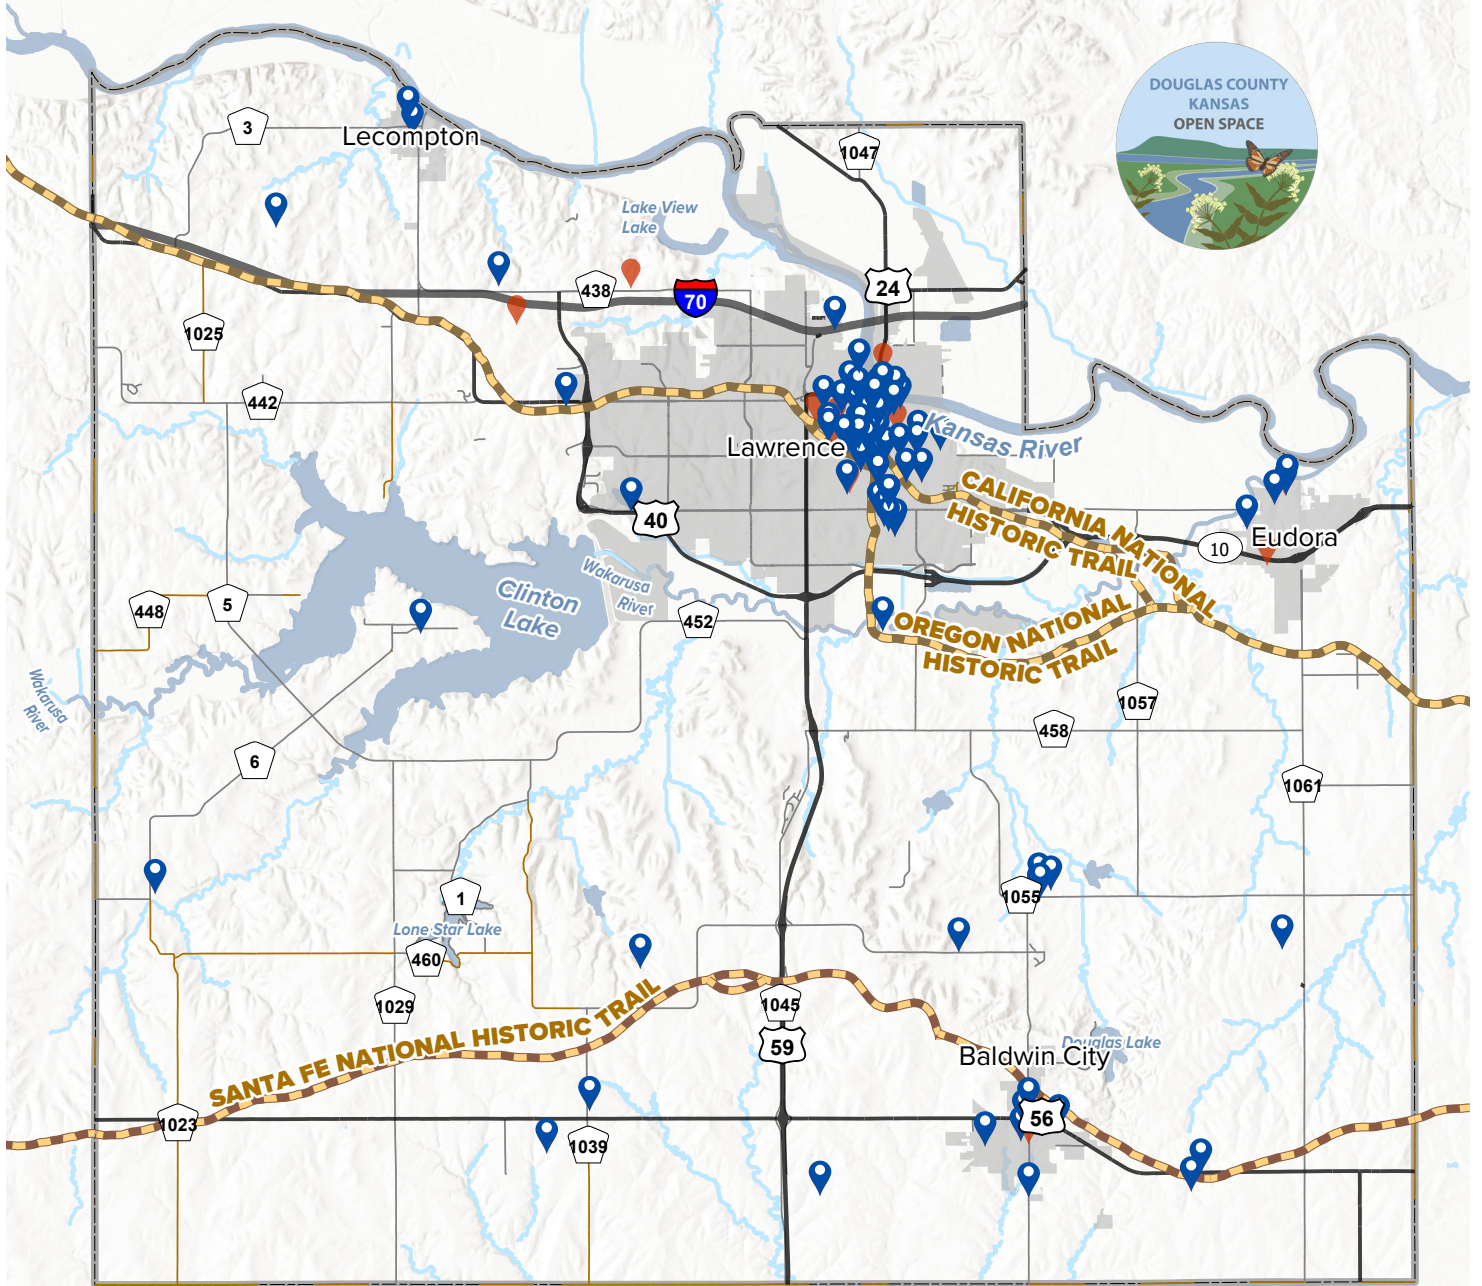 DOUGLAS COUNTY
KANSAS
OPEN SPACE
3
Lecompton
1047
Lake View
Lake
24
438
70
1025
442
Kansas River
Lawrence
CALIFORNIA NATIONAL
HISTORIC TRAIL
40
10
Eudora
Wakarusa
River
Clinton
Lake
448
5
452
OREGON NATIONAL
HISTORIC TRAIL
Wakarusa
River
1057
458
6
1061
1
1055
Lone Star Lake
460
1029
1045
SANTA FE NATIONAL HISTORIC TRAIL
59
Douglas Lake
Baldwin City
56
1023
1039